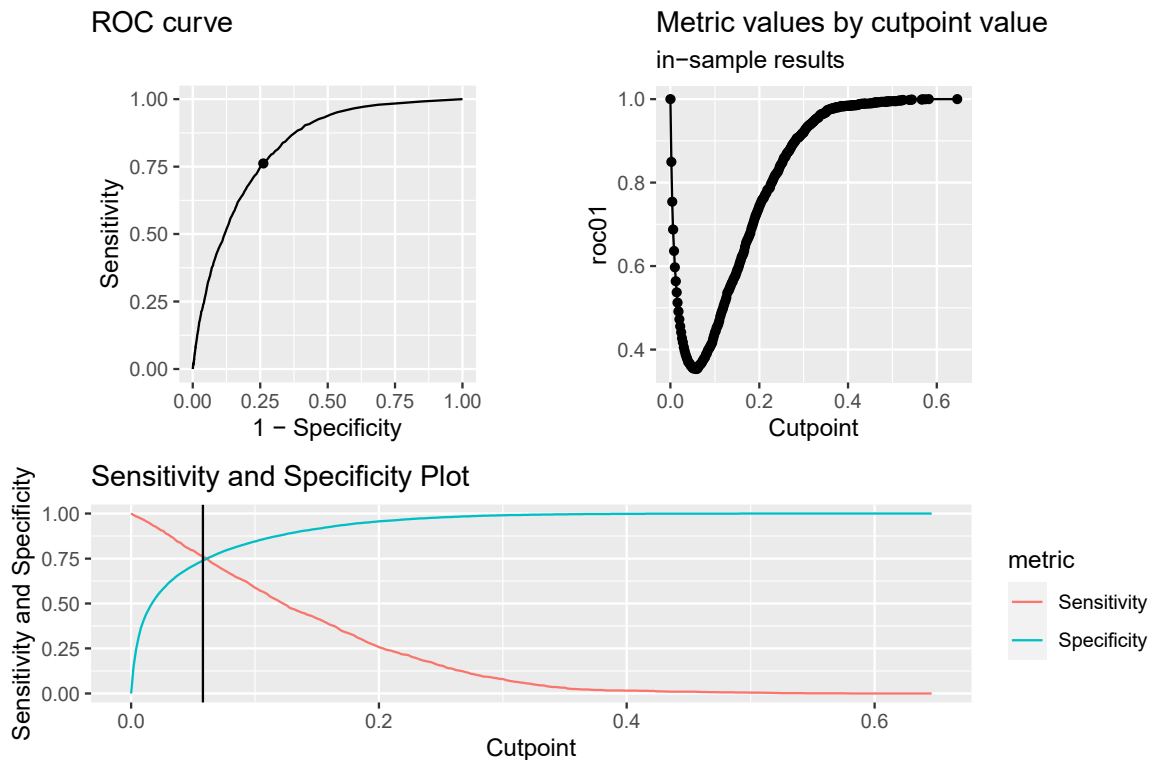 ROC curve
1.00
0.75
0.50
0.25
0.00
Sensitivity
0.00 0.25 0.50 0.75 1.00
1 − Specificity
Metric values by cutpoint value
in−sample results
1.0
0.8
0.6
0.4
roc01
0.0 0.2 0.4 0.6
Cutpoint
Sensitivity and Specificity Plot
1.00
0.75
0.50
0.25
0.00
Sensitivity and Specificity
0.0 0.2 0.4 0.6
Cutpoint
metric
Sensitivity
Specificity